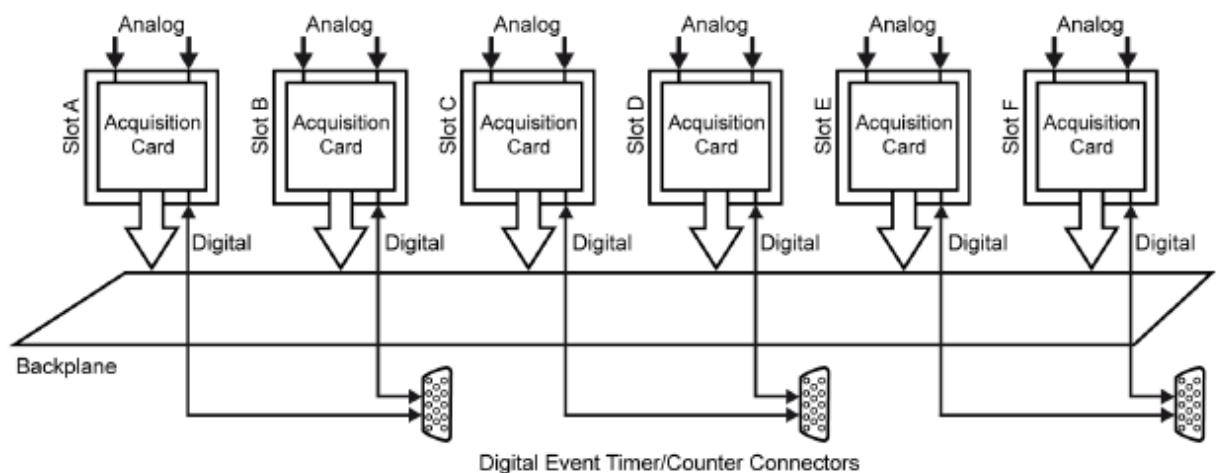 Analog Analog Analog Analog Analog Analog
Slot A
Acquisition
Card
Slot B
Acquisition
Card
Slot C
Acquisition
Card
Slot D
Acquisition
Card
Slot E
Acquisition
Card
Slot F
Acquisition
Card
Digital Digital Digital Digital Digital Digital
Backplane
Digital Event Timer/Counter Connectors